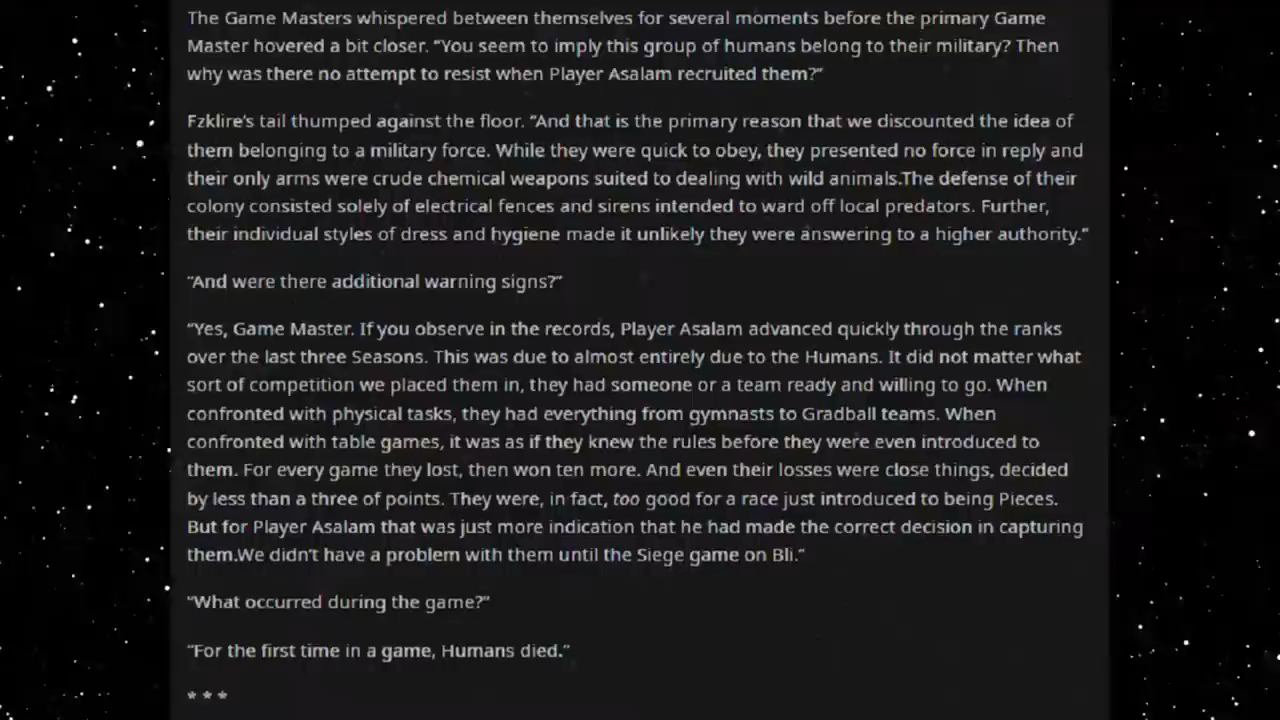 The Game Masters whispered between themselves for several moments before the primary Game
Master hovered a bit closer. “You seem to imply this group of humans belong to their military? Then
why was there no attempt to resist when Player Asalam recruited them?”
Fzklire’s tail thumped against the floor. “And that is the primary reason that we discounted the idea of
them belonging to a military force. While they were quick to obey, they presented no force in reply and
their only arms were crude chemical weapons suited to dealing with wild animals.The defense of their
colony consisted solely of electrical fences and sirens intended to ward off local predators. Further,
their individual styles of dress and hygiene made it unlikely they were answering to a higher authority.”
“And were there additional warning signs?”
“Yes, Game Master. If you observe in the records, Player Asalam advanced quickly through the ranks
over the last three Seasons. This was due to almost entirely due to the Humans. It did not matter what
sort of competition we placed them in, they had someone or a team ready and willing to go. When
confronted with physical tasks, they had everything from gymnasts to Gradball teams. When
confronted with table games, it was as if they knew the rules before they were even introduced to
them. For every game they lost, then won ten more. And even their losses were close things, decided
by less than a three of points. They were, in fact, too good for a race just introduced to being Pieces.
But for Player Asalam that was just more indication that he had made the correct decision in capturing
them.We didn’t have a problem with them until the Siege game on Bli.”
“What occurred during the game?”
“For the first time in a game, Humans died.”
* * *